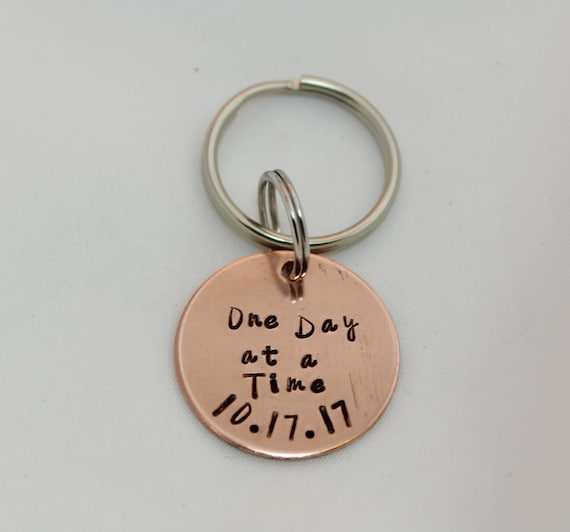 One Day
at a
Time
10.17.17